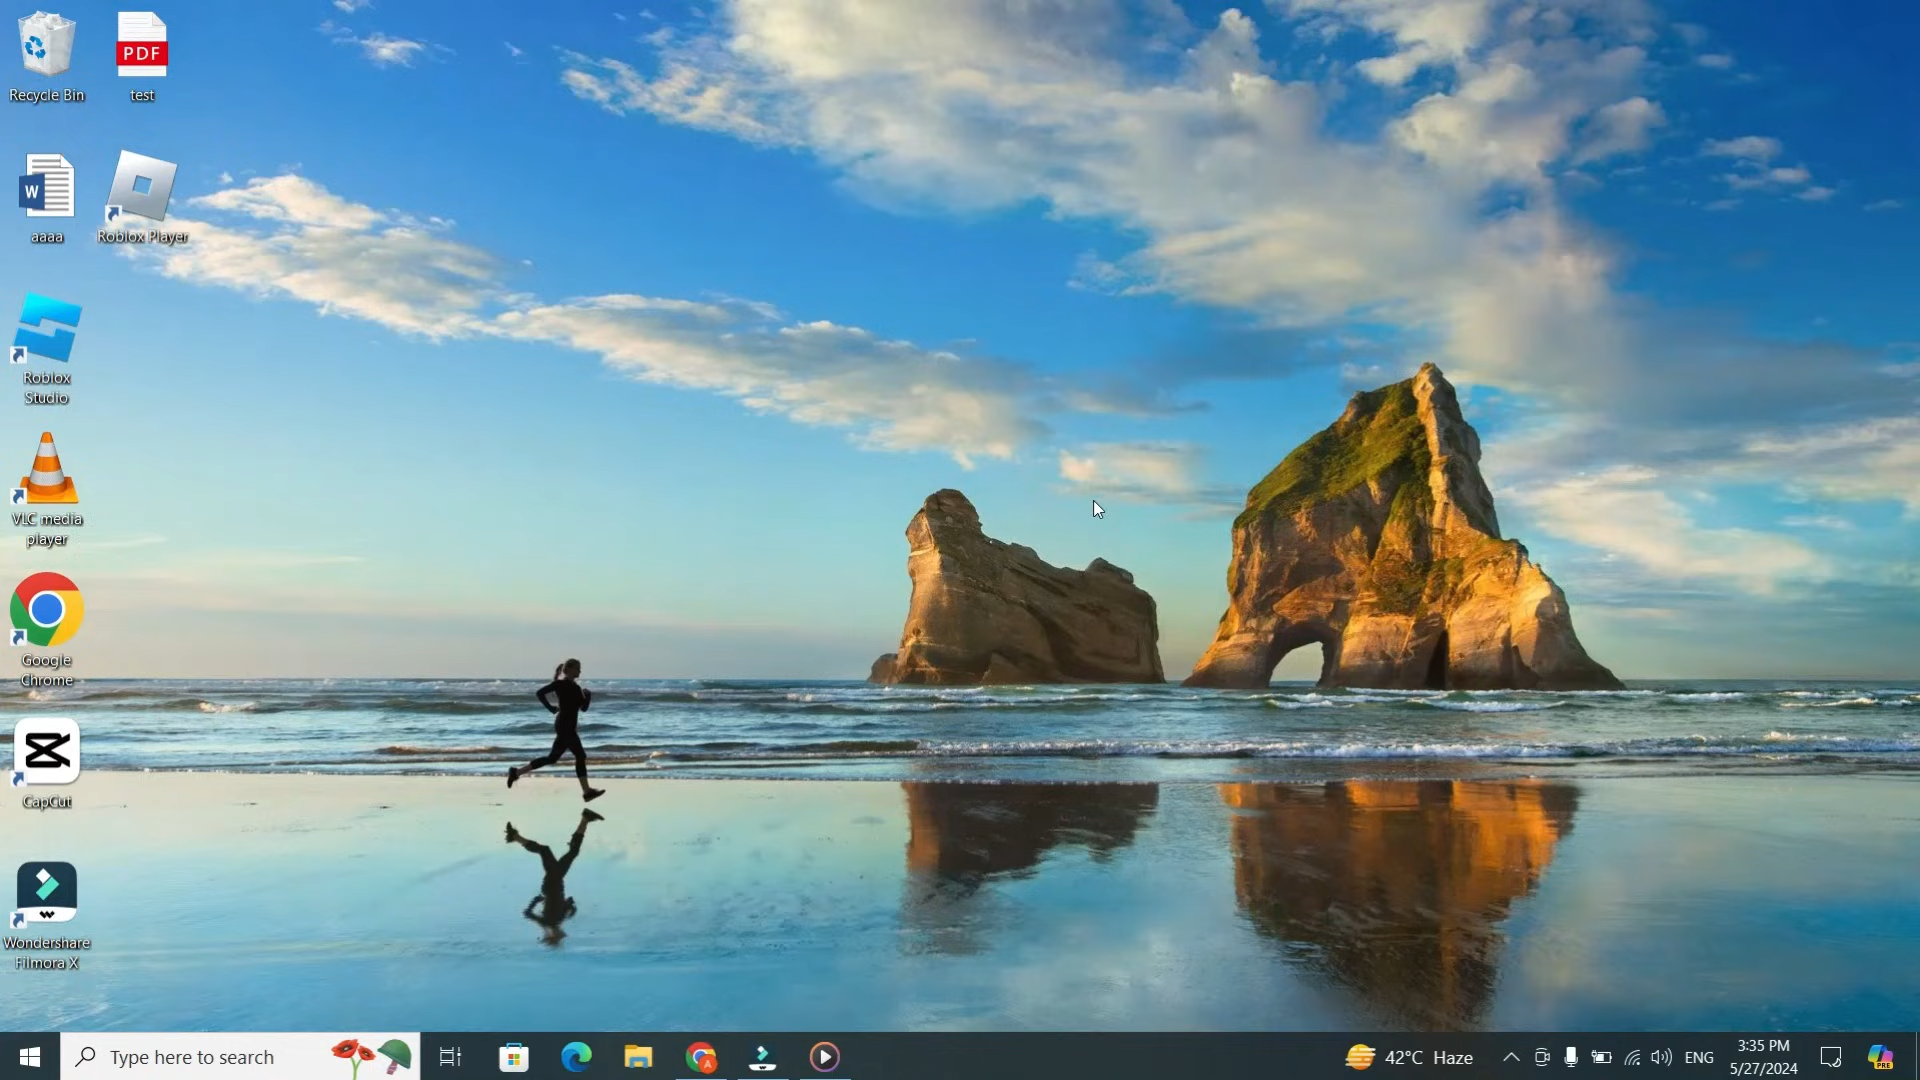 Recycle Bin
PDF
test
W
aaaa
Roblox Player
Roblox
Studio
VLC media
player
Google
Chrome
CapCut
Wondershare
Filmora X
Type here to search
A
42°C Haze
ENG
3:35 PM
5/27/2024
PRE